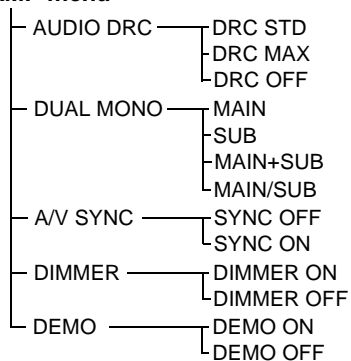 menu
AUDIO DRC DRC STD
DRC MAX
DRC OFF
DUAL MONO MAIN
SUB
MAIN+SUB
MAIN/SUB
A/V SYNC SYNC OFF
SYNC ON
DIMMER DIMMER ON
DIMMER OFF
DEMO DEMO ON
DEMO OFF